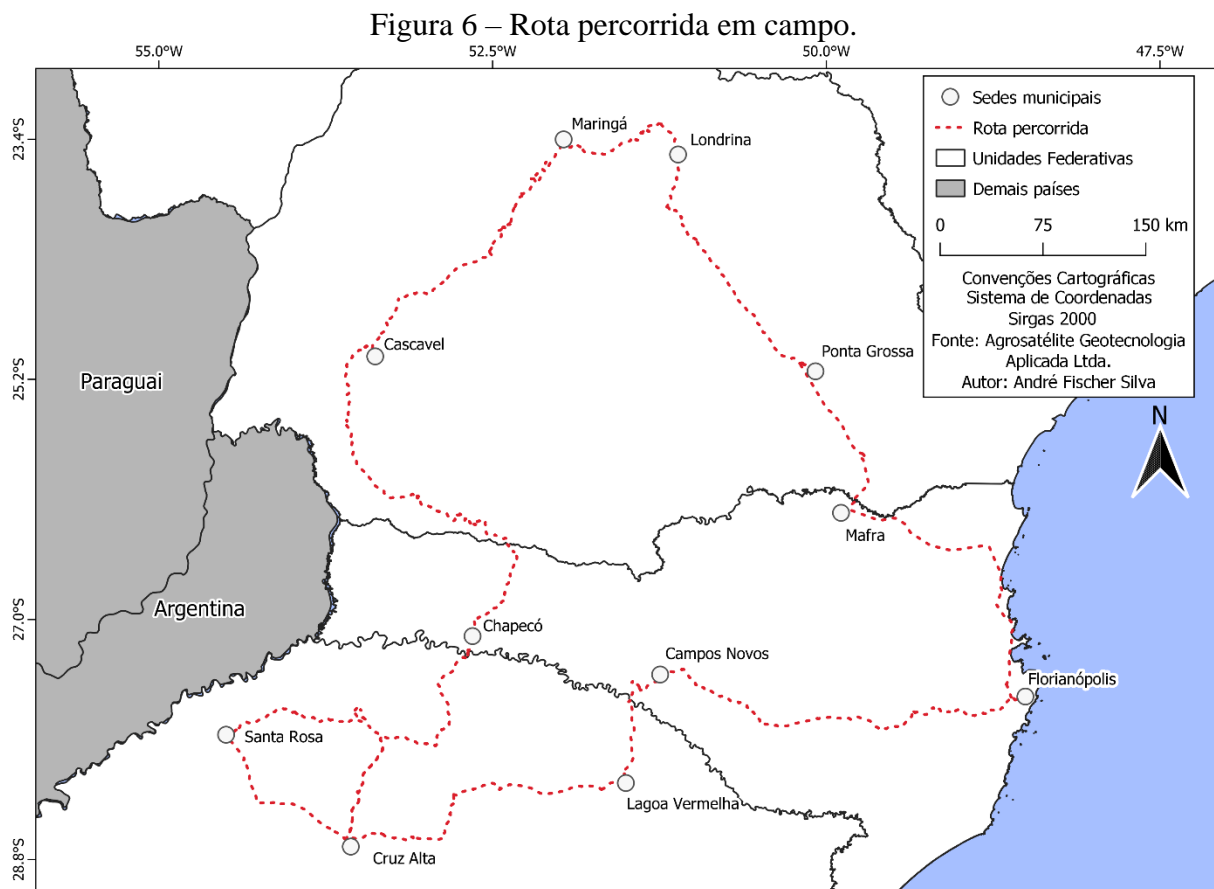 Figura 6 – Rota percorrida em campo.
55.0°W
52.5°W
50.0°W
47.5°W
23.4°S
25.2°S
27.0°S
28.8°S
Maringá
Londrina
Cascavel
Ponta Grossa
Paraguai
Mafra
Argentina
Chapecó
Campos Novos
Florianópolis
Santa Rosa
Lagoa Vermelha
Cruz Alta
Sedes municipais
Rota percorrida
Unidades Federativas
Demais países
0 75 150 km
Convenções Cartográficas
Sistema de Coordenadas
Sirgas 2000
Fonte: Agrosatélite Geotecnologia
Aplicada Ltda.
Autor: André Fischer Silva
N